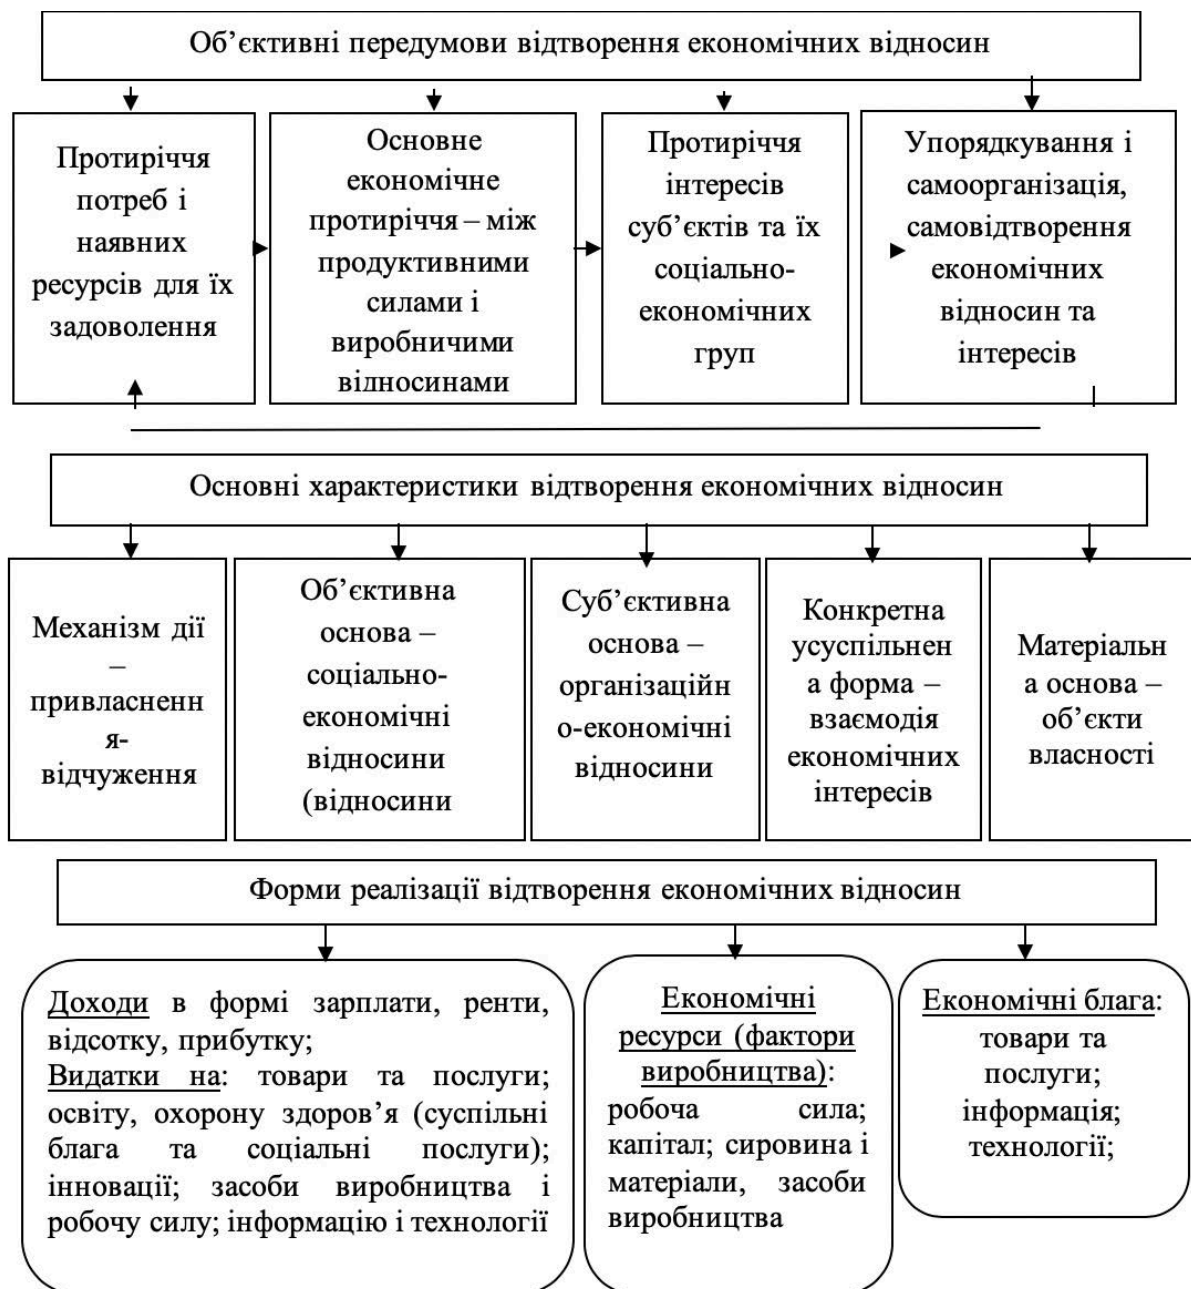 Об’єктивні передумови відтворення економічних відносин
Протиріччя
потреб і
наявних
ресурсів для їх
задоволення
Основне
економічне
протиріччя – між
продуктивними
силами і
виробничими
відносинами
Протиріччя
інтересів
суб’єктів та їх
соціально-
економічних
груп
Упорядкування і
самоорганізація,
самовідтворення
економічних
відносин та
інтересів
Основні характеристики відтворення економічних відносин
Механізм дії
–
привласненн
я-
відчуження
Об’єктивна
основа –
соціально-
економічні
відносини
(відносини
Суб’єктивна
основа –
організаційн
о-економічні
відносини
Конкретна
усуспільнен
а форма –
взаємодія
економічних
інтересів
Матеріальн
а основа –
об’єкти
власності
Форми реалізації відтворення економічних відносин
Доходи в формі зарплати, ренти,
відсотку, прибутку;
Видатки на: товари та послуги;
освіту, охорону здоров’я (суспільні
блага та соціальні послуги);
інновації; засоби виробництва і
робочу силу; інформацію і технології
Економічні
ресурси (фактори
виробництва):
робоча сила;
капітал; сировина і
матеріали, засоби
виробництва
Економічні блага:
товари та
послуги;
інформація;
технології;